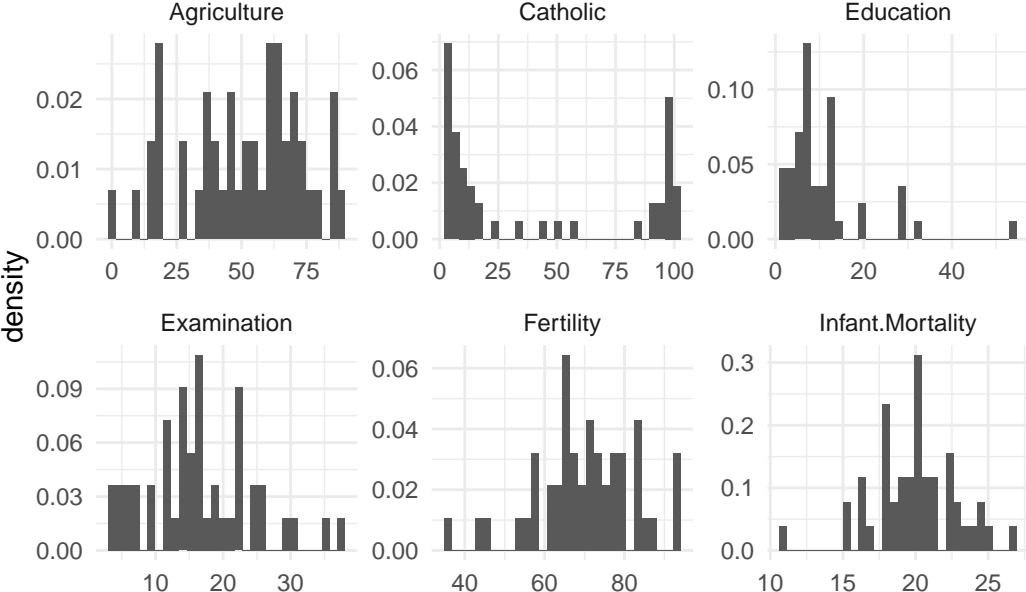 Agriculture Catholic Education
0.02 0.06 0.10
0.04
0.01 0.05
0.02
0.00 0.00 0.00
0 25 50 75 0 25 50 75 100 0 20 40
density
Examination Fertility Infant.Mortality
0.09 0.06 0.3
0.06 0.04 0.2
0.03 0.02 0.1
0.00 0.00 0.0
10 20 30 40 60 80 10 15 20 25